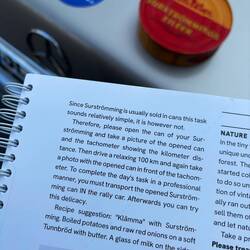 SURSTRÖMMING
Since Surströmming is usually sold in cans this task
sounds relatively simple, it is however not.
Therefore, please open the can of your Sur-
strömming and take a picture of the opened can
and the tachometer showing the kilometer dis-
tance. Then drive a relaxing 100 km and again take
a photo with the opened can in front of the tachom-
eter. To complete the day's task in a professional
manner, you must transport the opened Surström-
ming can IN the rally car. Afterwards you can try
this delicacy.
Recipe suggestion: "Klämma" with Surström-
ming. Boiled potatoes and raw red onions on a soft
Tunnbröd with butter. A glass of milk on the side
NATURE
In the tiny
unique und
forest. The
started col
to do so un
tion of vint
ally ran out
and let na
Take a p
Please tre